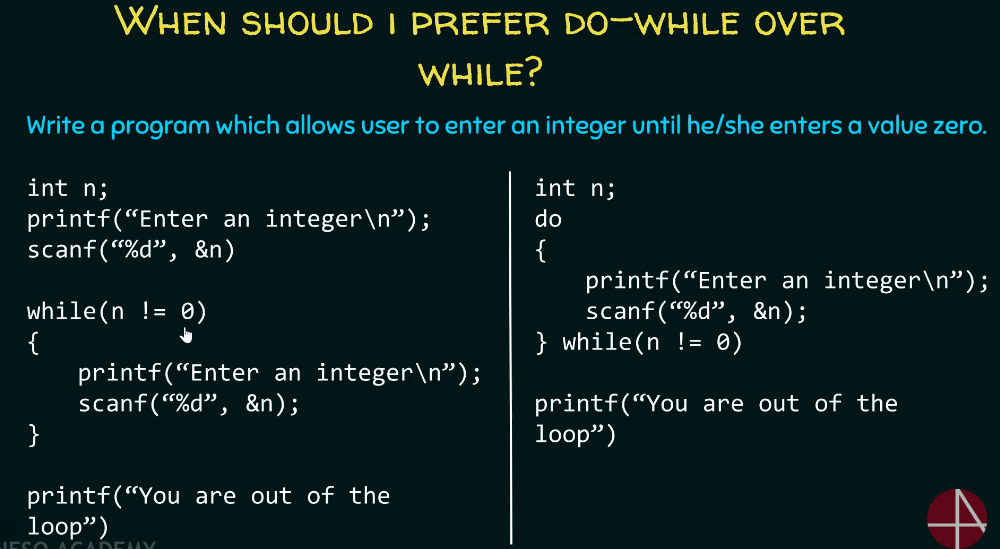 When should I prefer do-while over
while?
Write a program which allows user to enter an integer until he/she enters a value zero.
int n;
printf(“Enter an integer\n”);
scanf(“%d”, &n)
while(n != 0)
{
printf(“Enter an integer\n”);
scanf(“%d”, &n);
}
printf(“You are out of the
loop”)
int n;
do
{
printf(“Enter an integer\n”);
scanf(“%d”, &n);
} while(n != 0)
printf(“You are out of the
loop”)
NESO ACADEMY